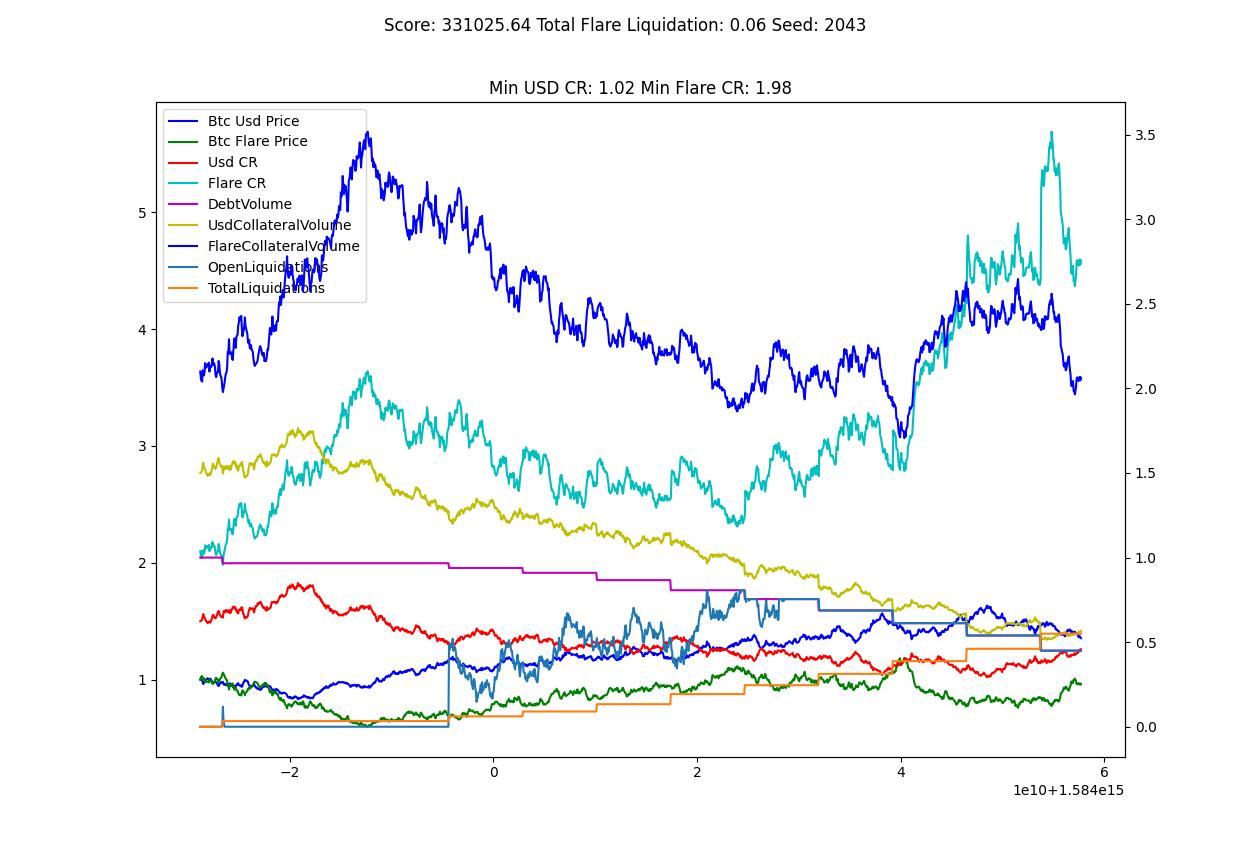 Score: 331025.64 Total Flare Liquidation: 0.06 Seed: 2043
Min USD CR: 1.02 Min Flare CR: 1.98
Btc Usd Price
Btc Flare Price
Usd CR
Flare CR
DebtVolume
UsdCollateralVolume
FlareCollateralVolume
OpenLiquidations
TotalLiquidations
5
4
3
2
1
3.5
3.0
2.5
2.0
1.5
1.0
0.5
0.0
−2
0
2
4
6
1e10+1.584e15